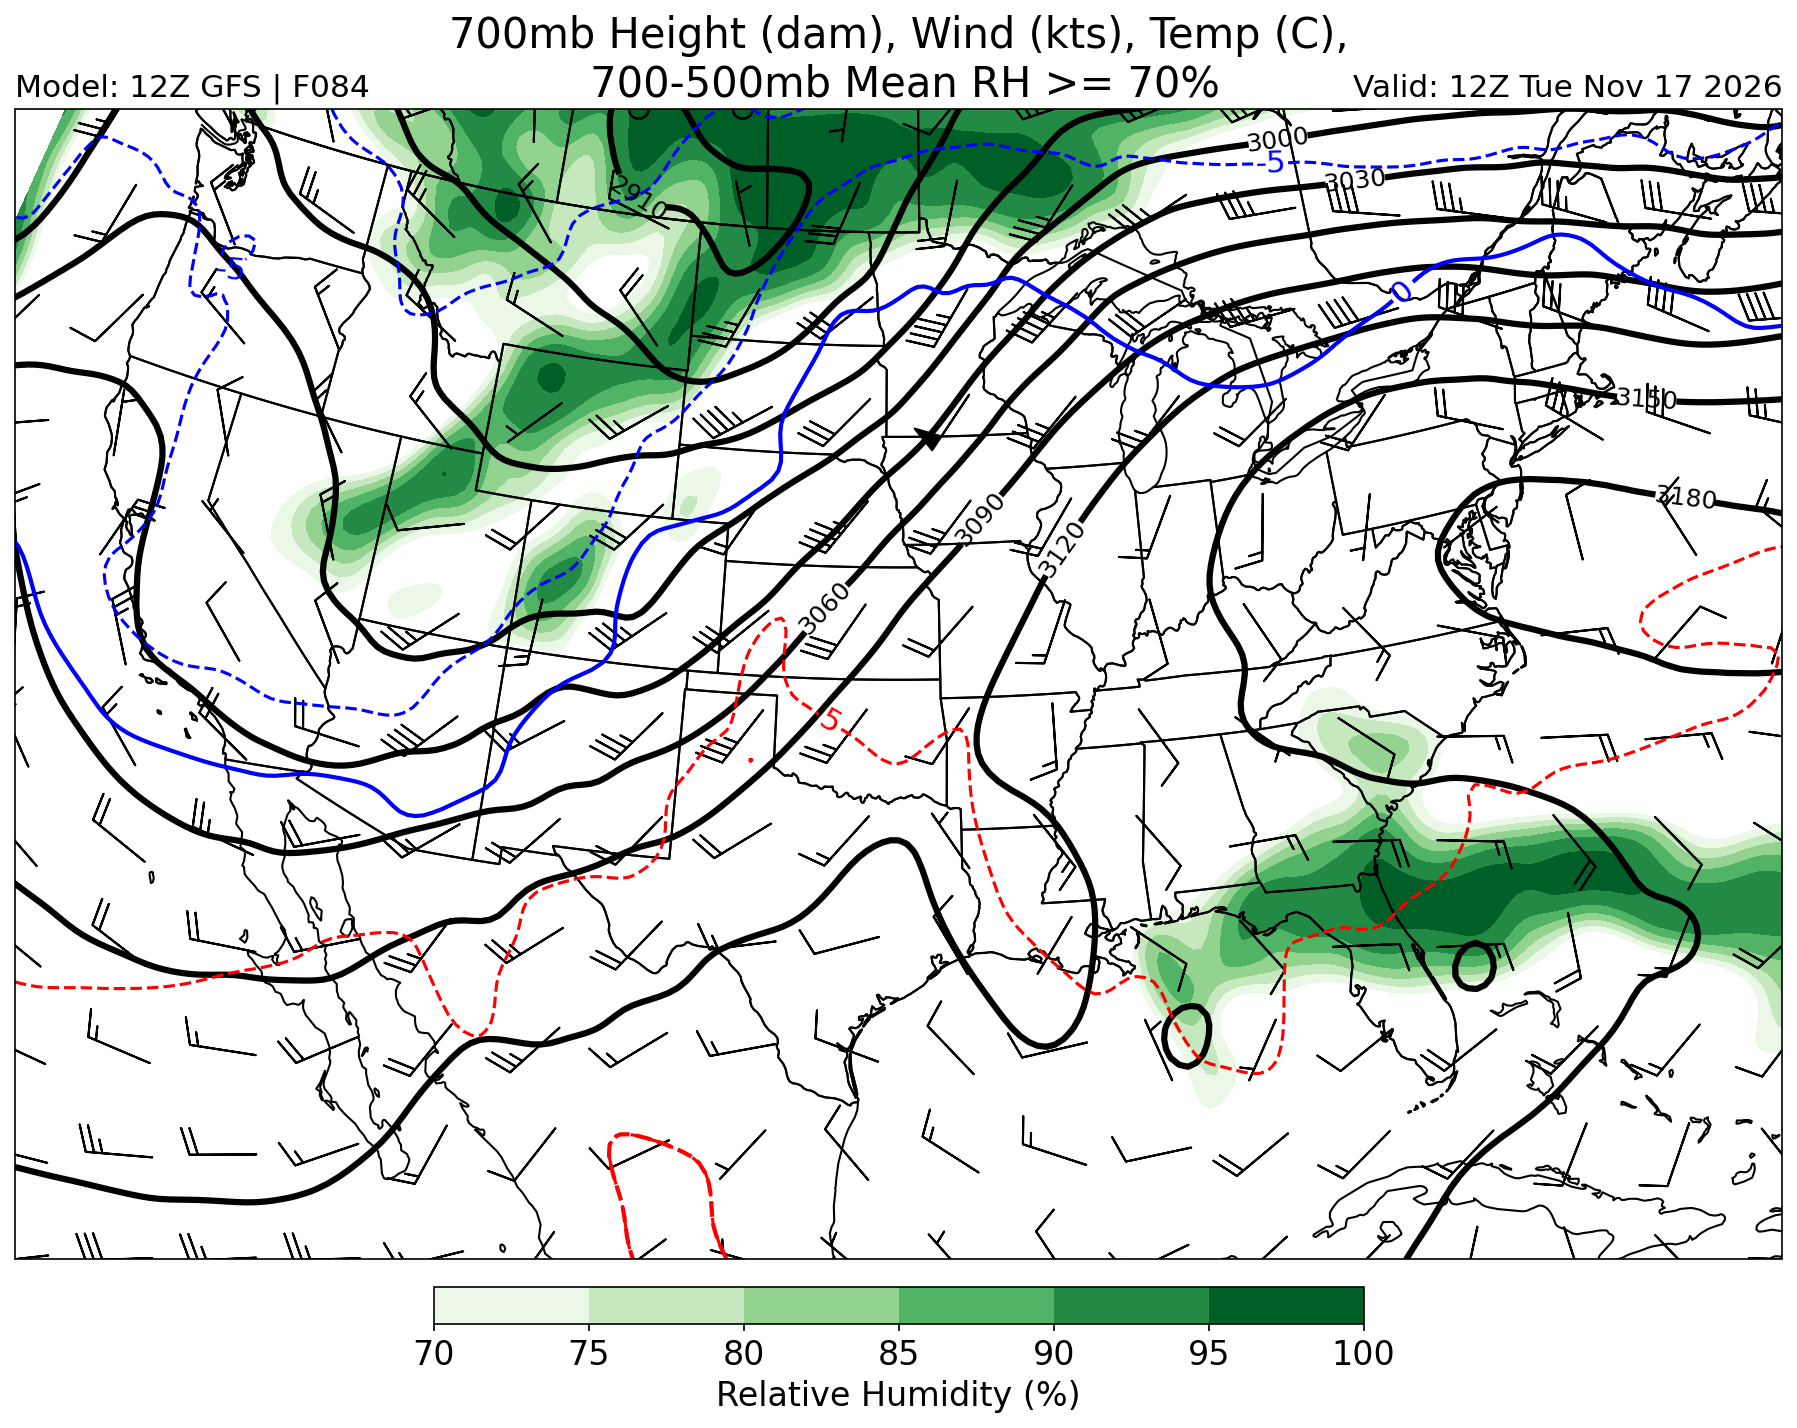 700mb Height (dam), Wind (kts), Temp (C),
700-500mb Mean RH >= 70%
Model: 12Z GFS | F084
Valid: 12Z Tue Nov 17 2026
3000
-5
3030
2910
-5
0
3150
3180
3090
3120
3060
5
70 75 80 85 90 95 100
Relative Humidity (%)